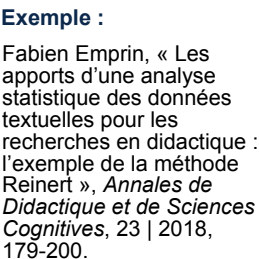 Exemple :
Fabien Emprin, « Les
apports d’une analyse
statistique des données
textuelles pour les
recherches en didactique :
l’exemple de la méthode
Reinert », Annales de
Didactique et de Sciences
Cognitives, 23 | 2018,
179-200.